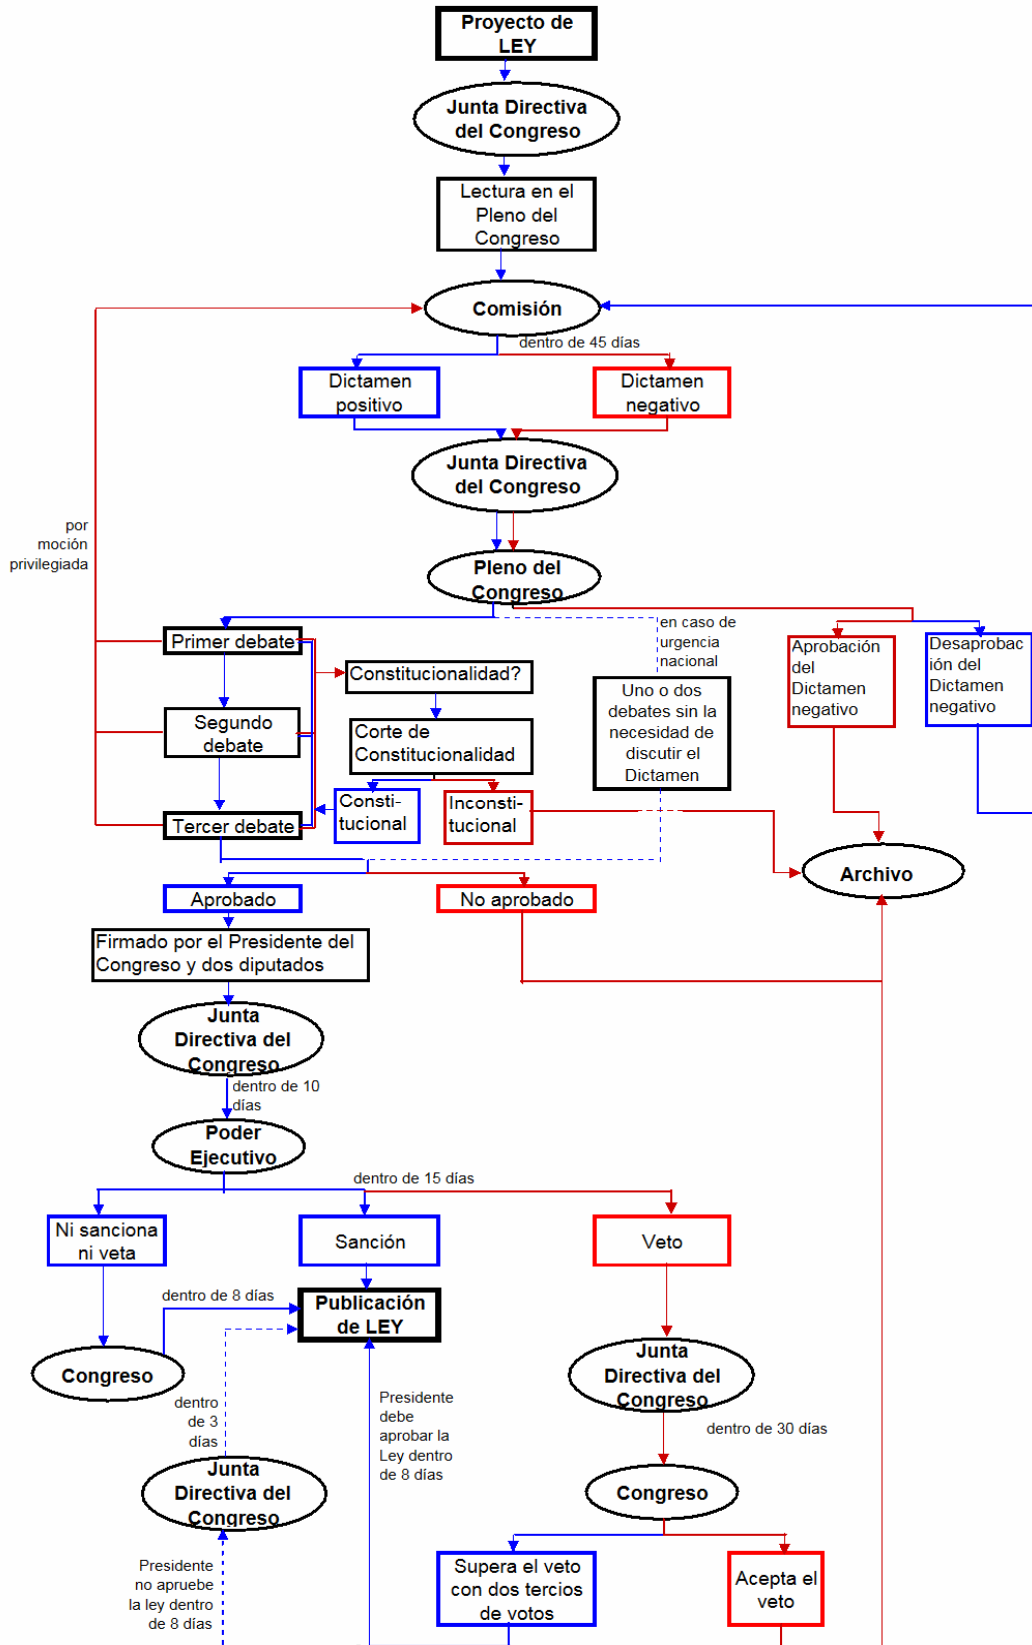 Proyecto de
LEY
Junta Directiva
del Congreso
Lectura en el
Pleno del
Congreso
Comisión
dentro de 45 días
Dictamen
positivo
Dictamen
negativo
Junta Directiva
del Congreso
por
moción
privilegiada
Pleno del
Congreso
Primer debate
en caso de
urgencia
nacional
Aprobación
del
Dictamen
negativo
Desaprobac
ión del
Dictamen
negativo
Constitucionalidad?
Uno o dos
debates sin la
necesidad de
discutir el
Dictamen
Segundo
debate
Corte de
Constitucionalidad
Consti-
tucional
Inconsti-
tucional
Tercer debate
Archivo
Aprobado
No aprobado
Firmado por el Presidente del
Congreso y dos diputados
Junta
Directiva del
Congreso
dentro de 10
días
Poder
Ejecutivo
dentro de 15 días
Ni sanciona
ni veta
Sanción
Veto
dentro de 8 días
Publicación
de LEY
Congreso
Junta
Directiva del
Congreso
dentro
de 3
días
Presidente
debe
aprobar la
Ley dentro
de 8 días
dentro de 30 días
Junta
Directiva del
Congreso
Congreso
Presidente
no apruebe
la ley dentro
de 8 días
Supera el veto
con dos tercios
de votos
Acepta el
veto